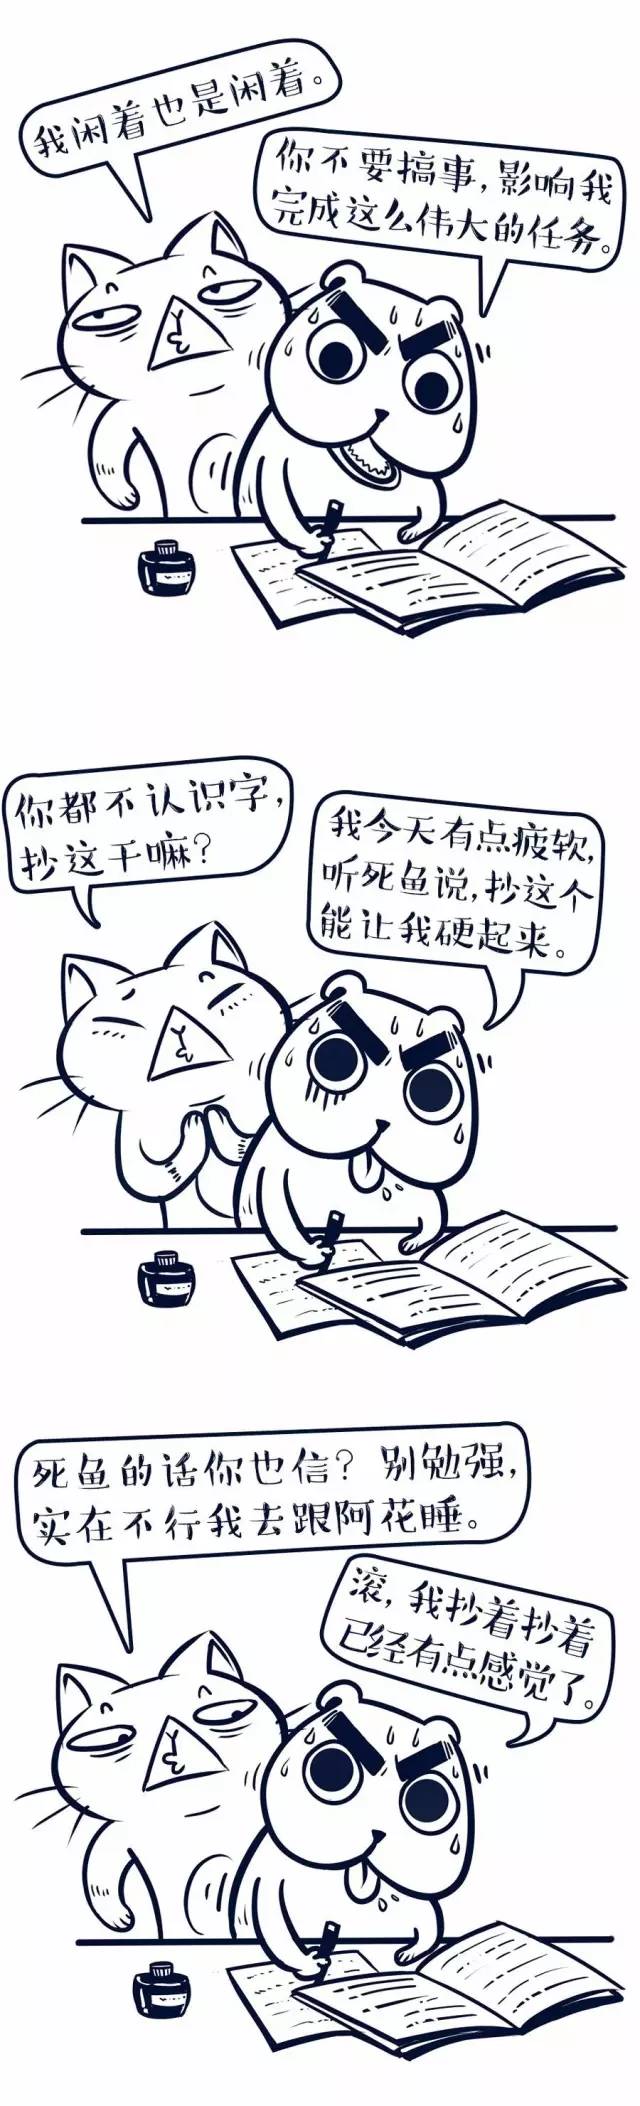 我闲着也是闲着。
你不要搞事，影响我
完成这么伟大的任务。
你都不认识字，
抄这干嘛？
我今天有点疲软，
听死鱼说，抄这个
能让我硬起来。
死鱼的话你也信？别勉强，
实在不行我去跟阿花睡。
滚，我抄着抄着
已经有点感觉了。